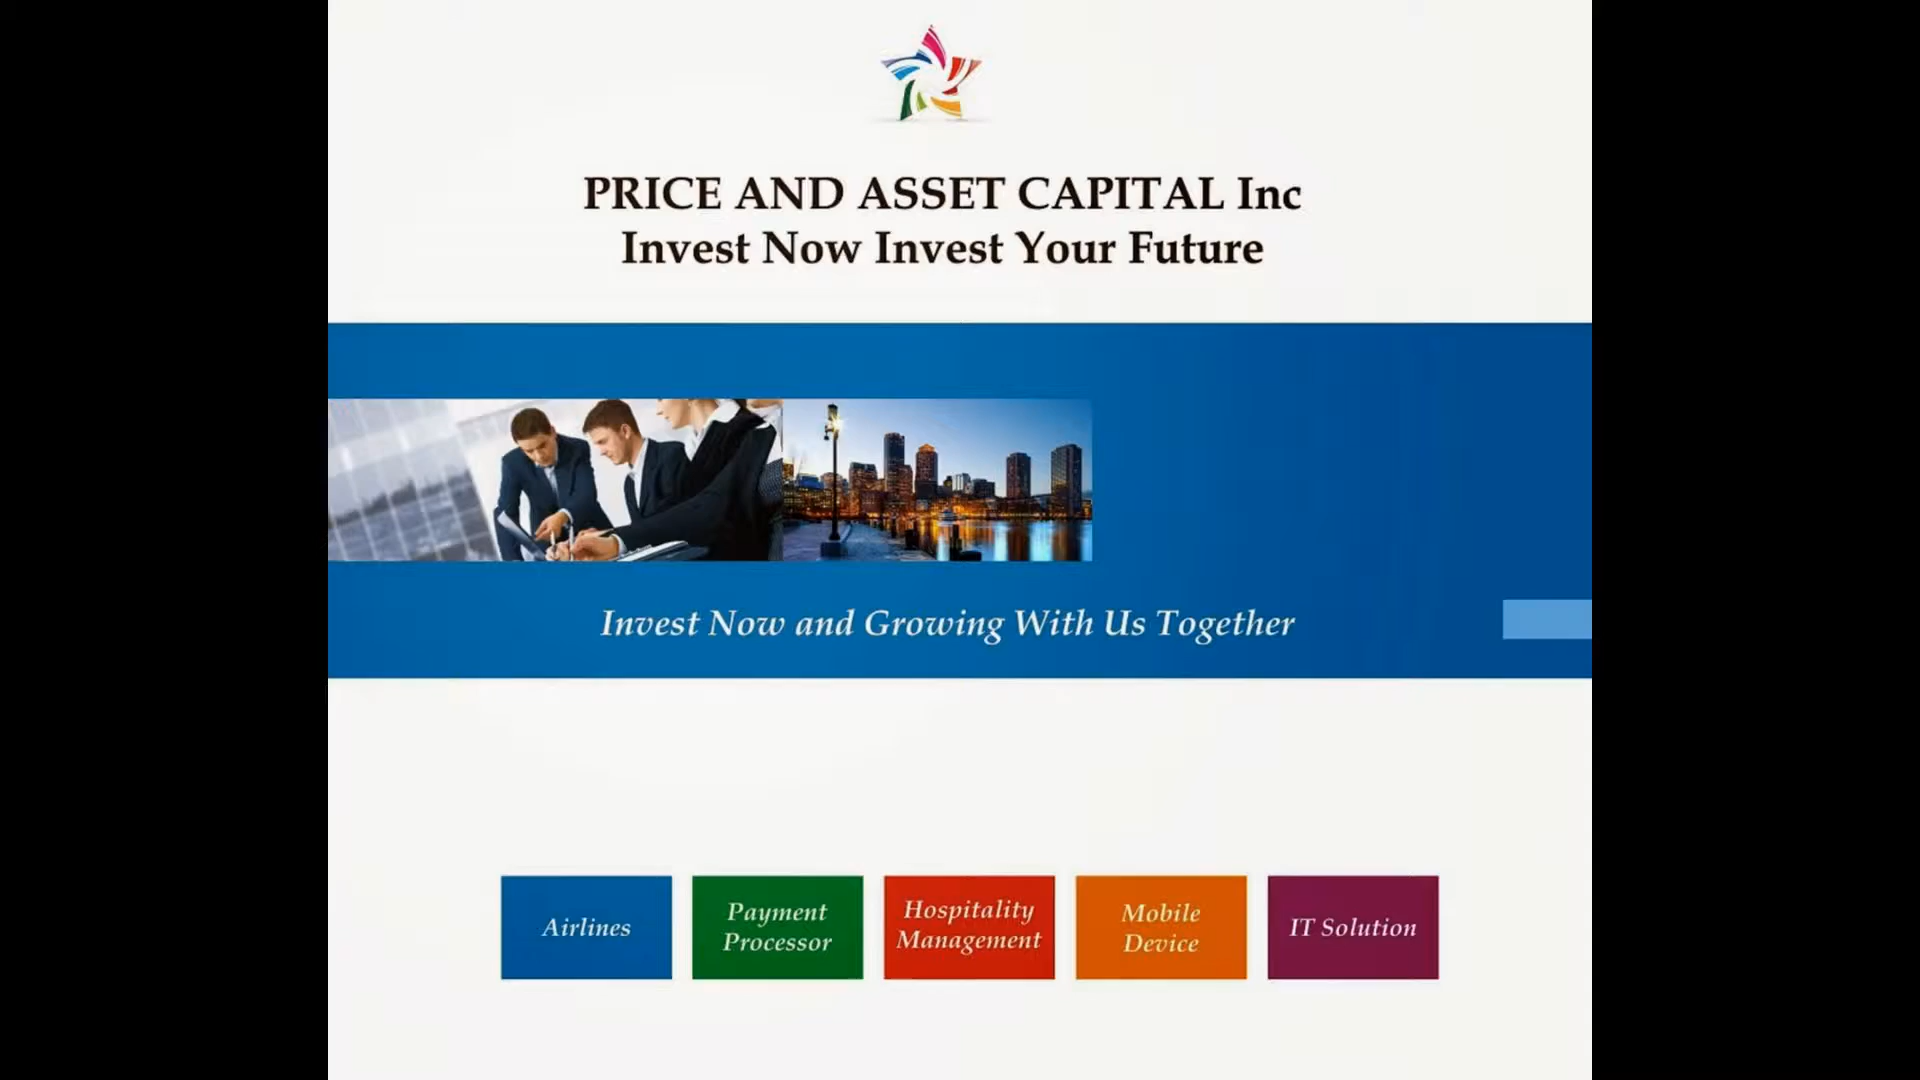 PRICE AND ASSET CAPITAL Inc
Invest Now Invest Your Future
Invest Now and Growing With Us Together
Airlines
Payment
Processor
Hospitality
Management
Mobile
Device
IT Solution